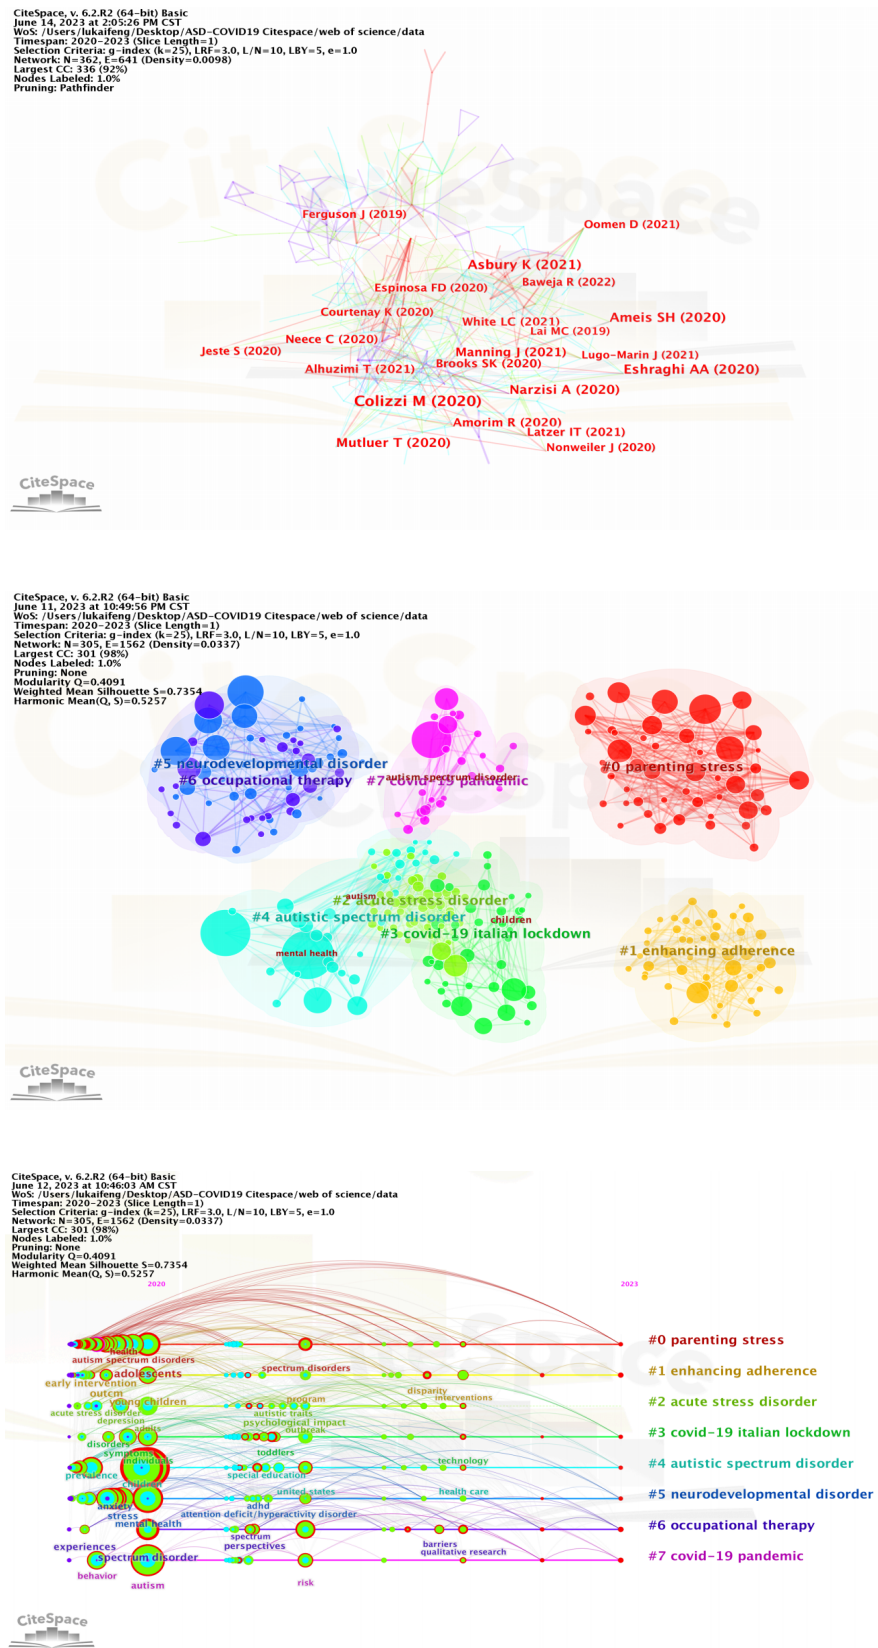 CiteSpace, v. 6.2.R2 (64-bit) Basic
June 14, 2023 at 2:05:26 PM CST
WoS: /Users/lukaifeng/Desktop/ASD-COVID19 Citespace/web of science/data
Timespan: 2020-2023 (Slice Length=1)
Selection Criteria: g-index (k=25), LRF=3.0, L/N=10, LBY=5, e=1.0
Network: N=362, E=641 (Density=0.0098)
Largest CC: 336 (92%)
Nodes Labeled: 1.0%
Pruning: Pathfinder
CiteSpace
CiteSpace
Ferguson J (2019)
Oomen D (2021)
Asbury K (2021)
Baweja R (2022)
Espinosa FD (2020)
Courtenay K (2020)
Ameis SH (2020)
White LC (2021)
Lai MC (2019)
Neece C (2020)
Jeste S (2020)
Manning J (2021)
Lugo-Marin J (2021)
Brooks SK (2020)
Alhuzimi T (2021)
Eshraghi AA (2020)
Narzisi A (2020)
Colizzi M (2020)
Amorim R (2020)
Latzer IT (2021)
Mutluer T (2020)
Nonweiler J (2020)
CiteSpace
CiteSpace, v. 6.2.R2 (64-bit) Basic
June 11, 2023 at 10:49:56 PM CST
WoS: /Users/lukaifeng/Desktop/ASD-COVID19 Citespace/web of science/data
Timespan: 2020-2023 (Slice Length=1)
Selection Criteria: g-index (k=25), LRF=3.0, L/N=10, LBY=5, e=1.0
Network: N=305, E=1562 (Density=0.0337)
Largest CC: 301 (98%)
Nodes Labeled: 1.0%
Pruning: None
Modularity Q=0.4091
Weighted Mean Silhouette S=0.7354
Harmonic Mean(Q, S)=0.5257
#5 neurodevelopmental disorder
#6 occupational therapy
#7 covid-19 pandemic
autism spectrum disorder
#0 parenting stress
autism
#2 acute stress disorder
#4 autistic spectrum disorder
children
#3 covid-19 italian lockdown
mental health
#1 enhancing adherence
CiteSpace
CiteSpace, v. 6.2.R2 (64-bit) Basic
June 12, 2023 at 10:46:03 AM CST
WoS: /Users/lukaifeng/Desktop/ASD-COVID19 Citespace/web of science/data
Timespan: 2020-2023 (Slice Length=1)
Selection Criteria: g-index (k=25), LRF=3.0, L/N=10, LBY=5, e=1.0
Network: N=305, E=1562 (Density=0.0337)
Largest CC: 301 (98%)
Nodes Labeled: 1.0%
Pruning: None
Modularity Q=0.4091
Weighted Mean Silhouette S=0.7354
Harmonic Mean(Q, S)=0.5257
2020
2023
#0 parenting stress
health
autism spectrum disorders
spectrum disorders
#1 enhancing adherence
adolescents
early intervention
outcm
disparity
young children
program
interventions
#2 acute stress disorder
acute stress disorder
autistic traits
depression
psychological impact
adults
outbreak
#3 covid-19 italian lockdown
disorders
symptoms
toddlers
individuals
technology
#4 autistic spectrum disorder
prevalence
special education
children
united states
health care
#5 neurodevelopmental disorder
anxiety
adhd
stress
attention deficit/hyperactivity disorder
mental health
#6 occupational therapy
spectrum
experiences
perspectives
barriers
spectrum disorder
qualitative research
#7 covid-19 pandemic
behavior
autism
risk
CiteSpace